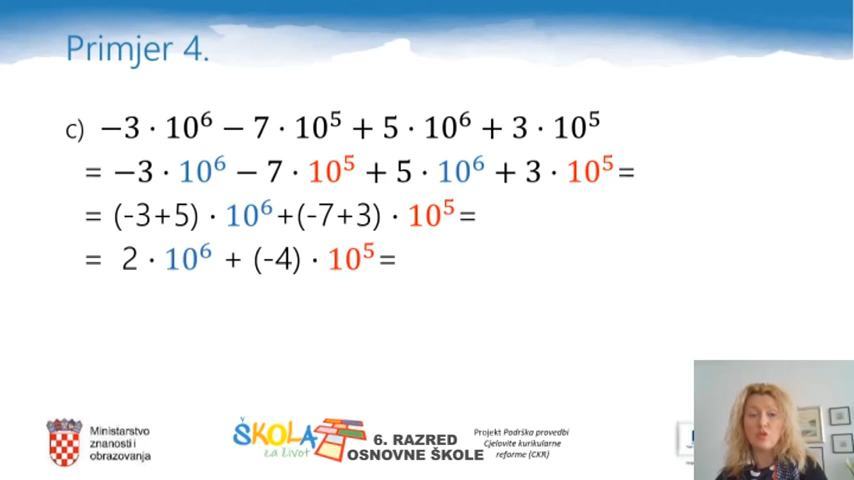 Primjer 4.
c) −3 · 10⁶ − 7 · 10⁵ + 5 · 10⁶ + 3 · 10⁵
= −3 · 10⁶ − 7 · 10⁵ + 5 · 10⁶ + 3 · 10⁵=
= (-3+5) · 10⁶+(-7+3) · 10⁵=
= 2 · 10⁶ + (-4) · 10⁵=
Ministarstvo
znanosti i
obrazovanja
ŠKOLA
za život
6. RAZRED
OSNOVNE ŠKOLE
Projekt Podrška provedbi
Cjelovite kurikularne
reforme (CKR)